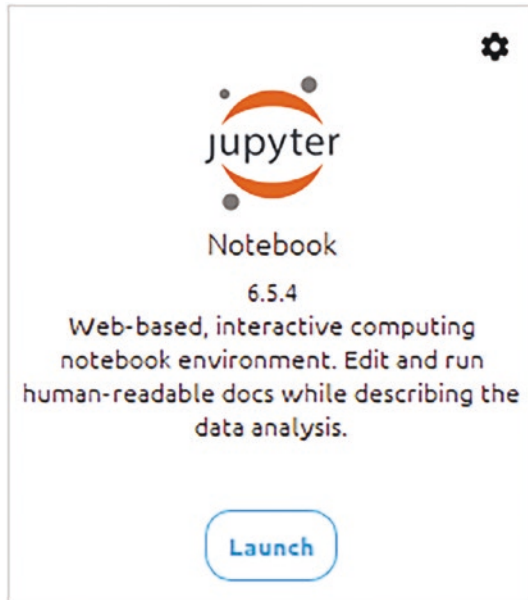 jupyter
Notebook
6.5.4
Web-based, interactive computing
notebook environment. Edit and run
human-readable docs while describing the
data analysis.
Launch